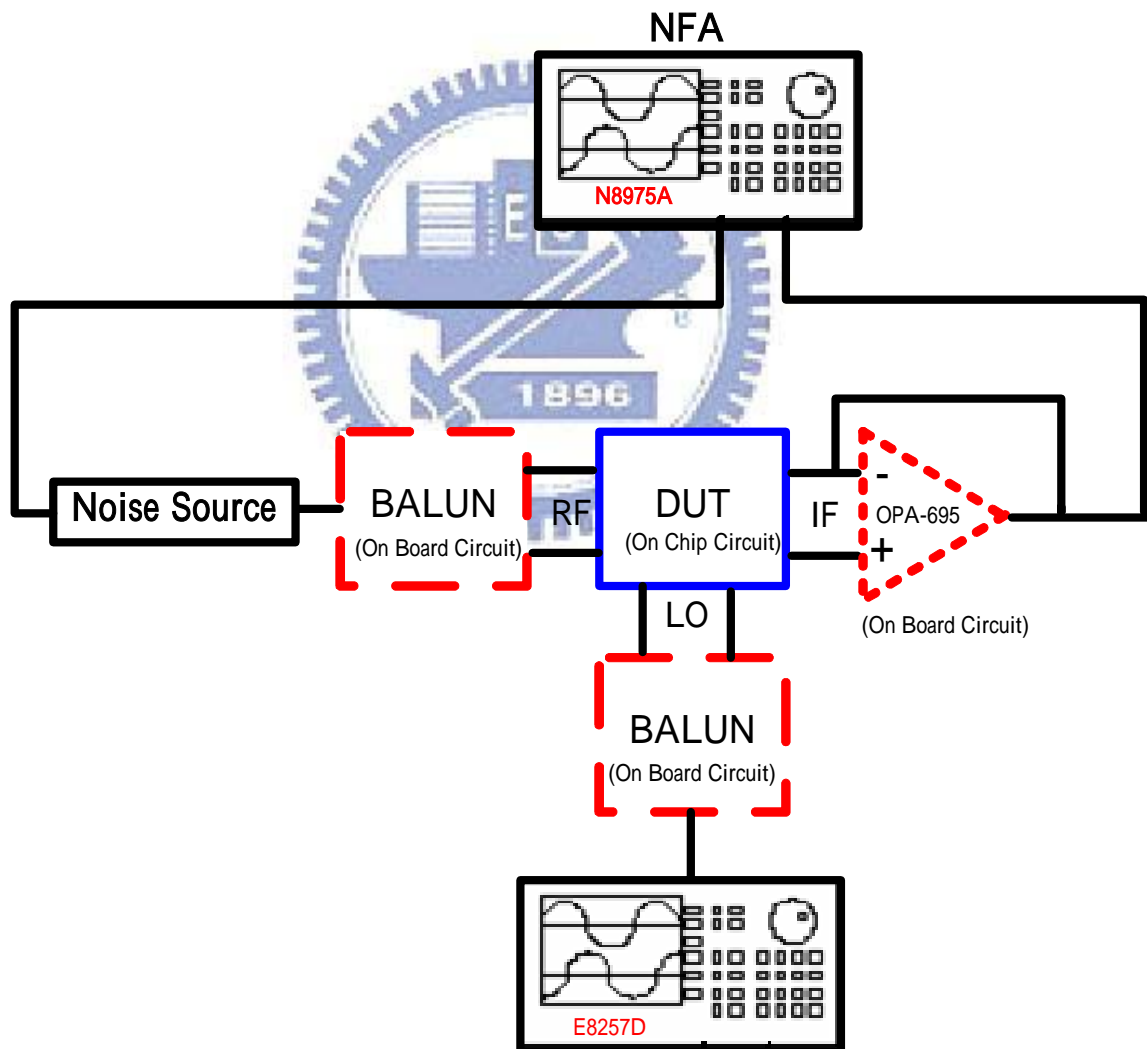 NFA
N8975A
1896
Noise Source
BALUN
(On Board Circuit)
RF
DUT
(On Chip Circuit)
IF
-
OPA-695
+
(On Board Circuit)
LO
BALUN
(On Board Circuit)
E8257D